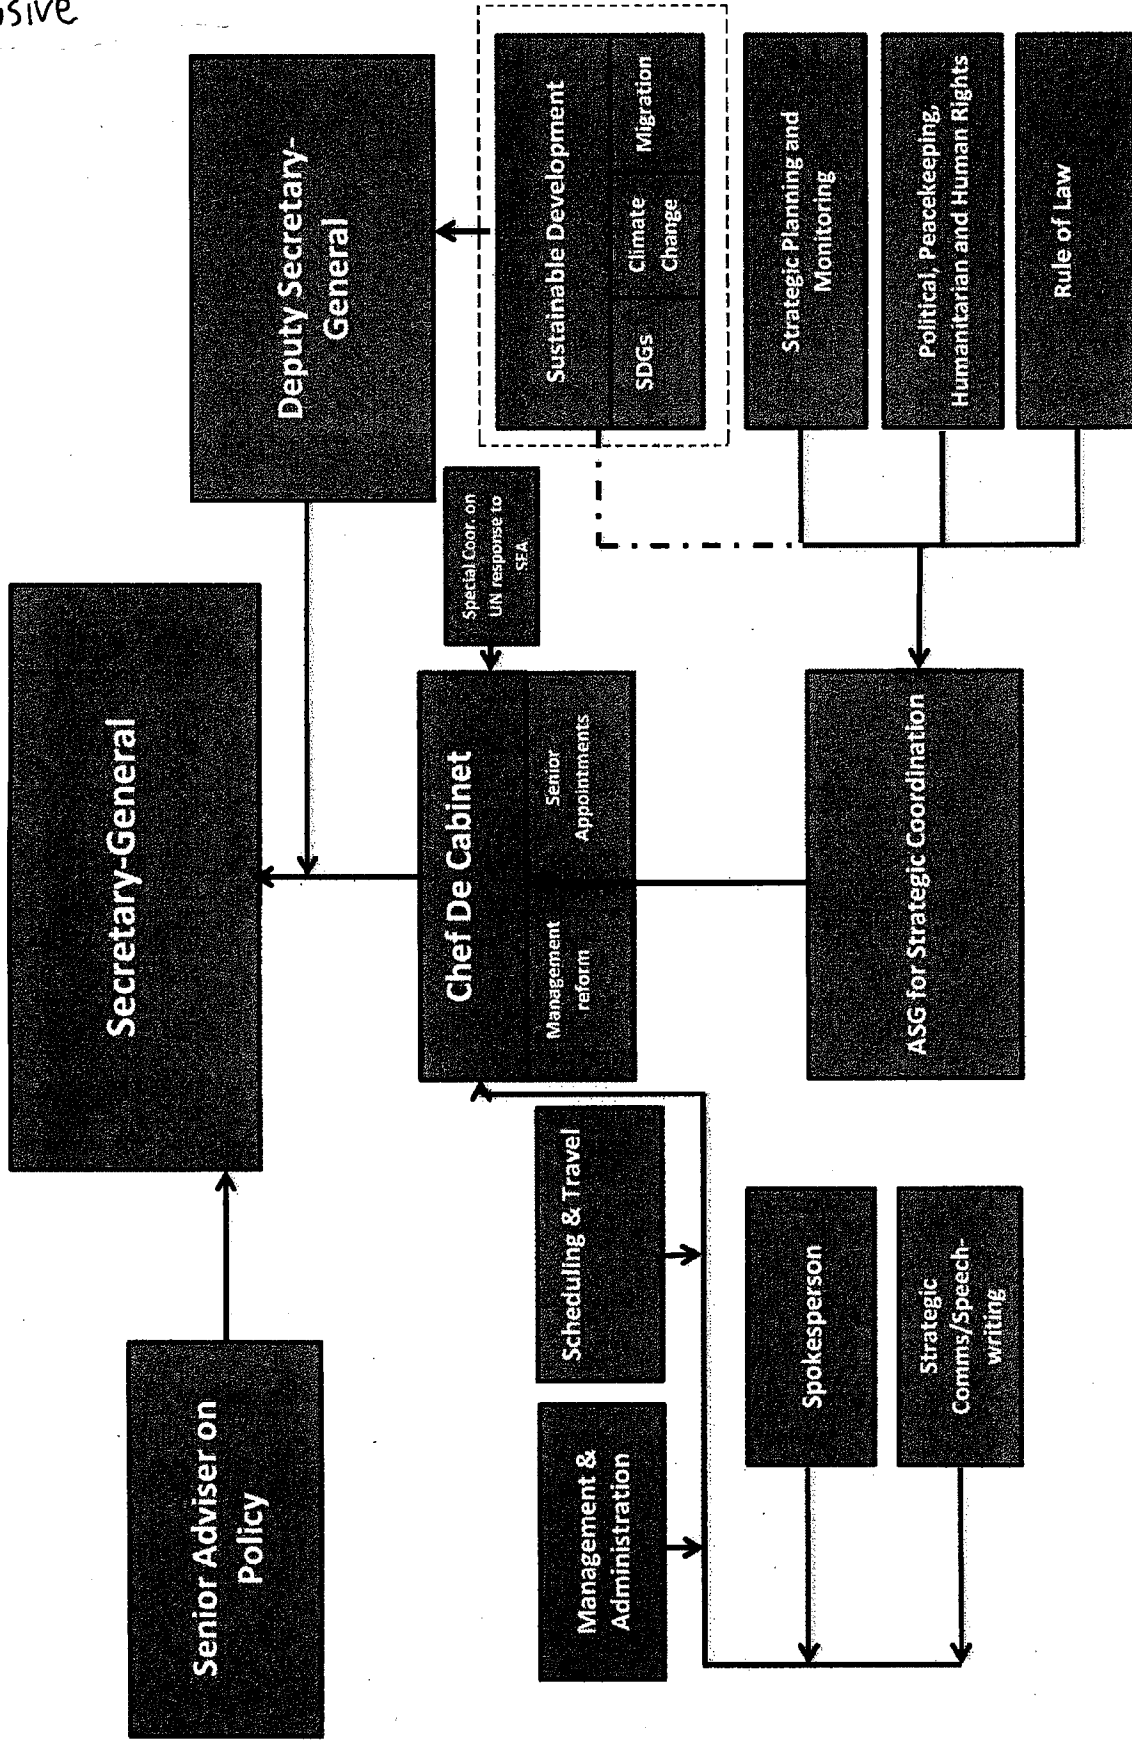 usive
Secretary-General
Senior Adviser on
Policy
Deputy Secretary-
General
Chef De Cabinet
Management
reform
Senior
Appointments
Special Coor. on
UN response to
SEA
Sustainable Development
SDGs
Climate
Change
Migration
Management &
Administration
Scheduling & Travel
Spokesperson
Strategic
Comms/Speech-
writing
ASG for Strategic Coordination
Strategic Planning and
Monitoring
Political, Peacekeeping,
Humanitarian and Human Rights
Rule of Law